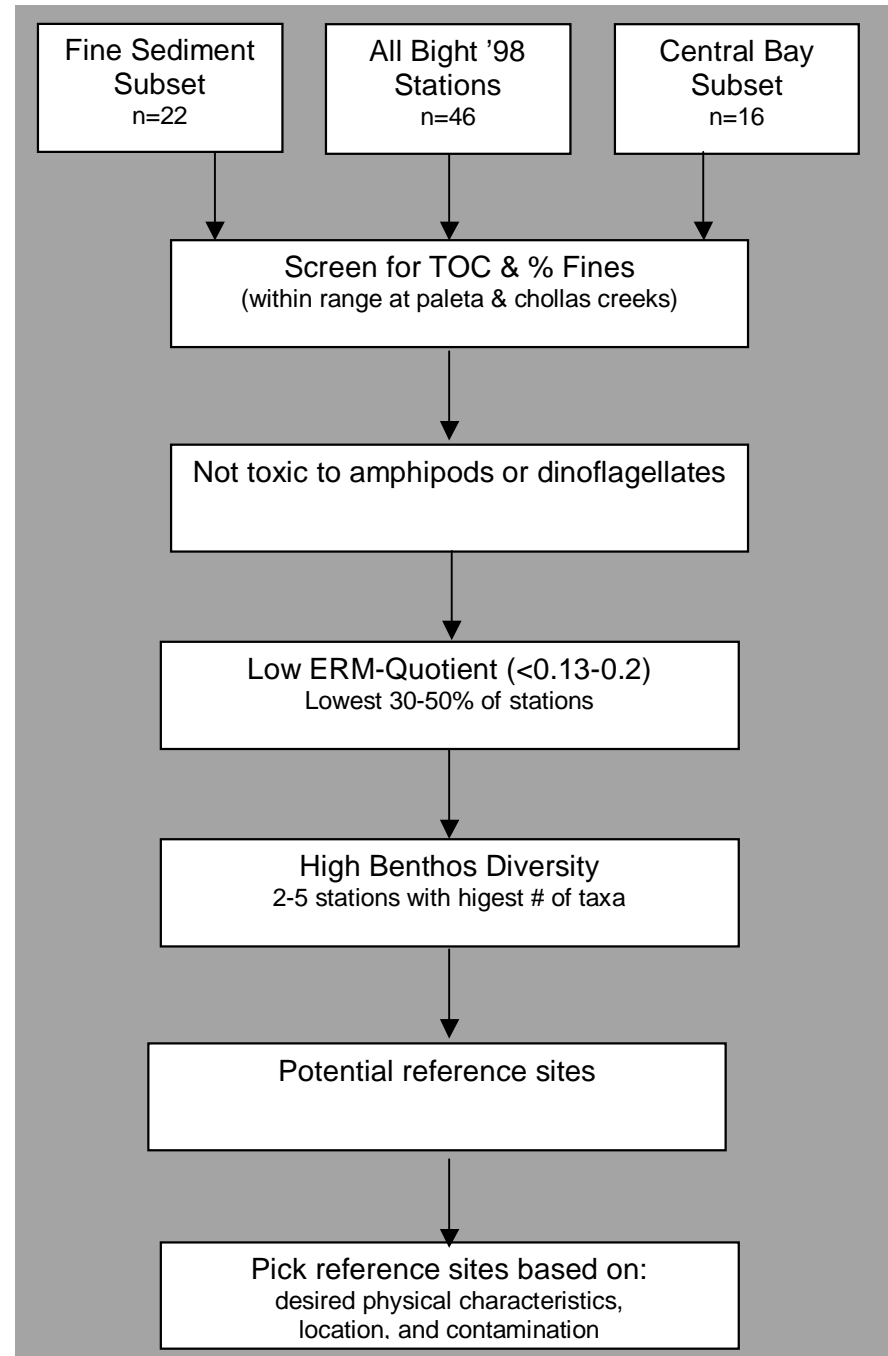 Fine Sediment
Subset
n=22
All Bight ’98
Stations
n=46
Central Bay
Subset
n=16
Screen for TOC & % Fines
(within range at paleta & chollas creeks)
Not toxic to amphipods or dinoflagellates
Low ERM-Quotient (<0.13-0.2)
Lowest 30-50% of stations
High Benthos Diversity
2-5 stations with higest # of taxa
Potential reference sites
Pick reference sites based on:
desired physical characteristics,
location, and contamination